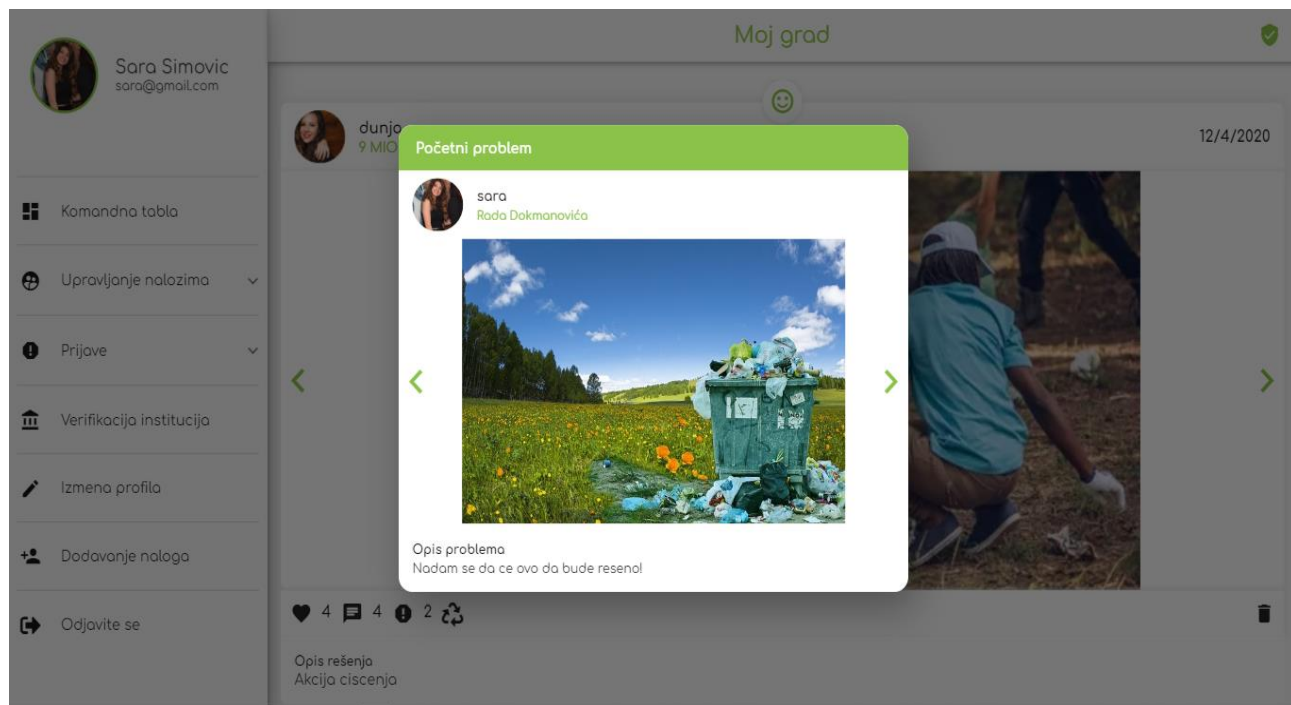 Sara Simovic
sara@gmail.com
Komandna tabla
Upravljanje nalozima
Prijave
Verifikacija institucija
Izmena profila
Dodavanje naloga
Odjavite se
Moj grad
dunja
9 MIO
12/4/2020
Početni problem
sara
Rada Dokmanovića
Opis problema
Nadam se da ce ovo da bude reseno!
4 4 2
Opis rešenja
Akcija ciscenja